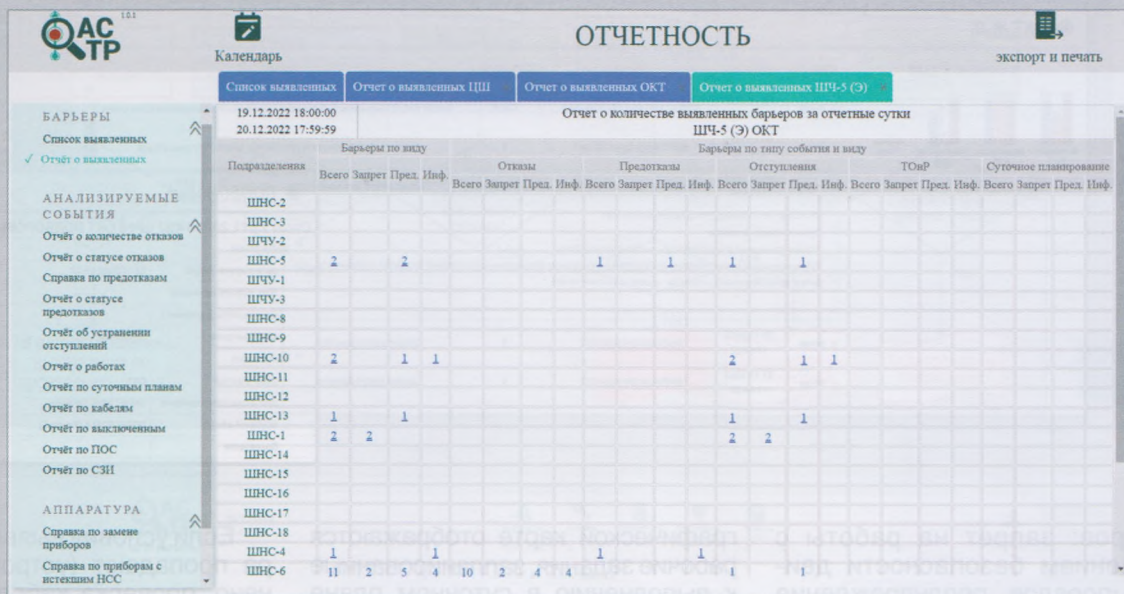 1.0.1
АС
ТР
Календарь
ОТЧЕТНОСТЬ
экспорт и печать
Список выявленных
Отчет о выявленных ЦШ
Отчет о выявленных ОКТ
Отчет о выявленных ШЧ-5 (Э)
БАРЬЕРЫ
Список выявленных
✓ Отчёт о выявленных
АНАЛИЗИРУЕМЫЕ
СОБЫТИЯ
Отчёт о количестве отказов
Отчёт о статусе отказов
Справка по предотказам
Отчёт о статусе
предотказов
Отчёт об устранении
отступлений
Отчёт о работах
Отчёт по суточным планам
Отчёт по кабелям
Отчёт по выключенным
Отчёт по ПОС
Отчёт по СЗИ
АППАРАТУРА
Справка по замене
приборов
Справка по приборам с
истекшим НСС
19.12.2022 18:00:00
20.12.2022 17:59:59
Отчет о количестве выявленных барьеров за отчетные сутки
ШЧ-5 (Э) ОКТ
Подразделения
Барьеры по виду
Барьеры по типу события и виду
Отказы Предотказы Отступления ТОиР Суточное планирование
Всего Запрет Пред. Инф. Всего Запрет Пред. Инф. Всего Запрет Пред. Инф. Всего Запрет Пред. Инф. Всего Запрет Пред. Инф. Всего Запрет Пред. Инф.
ШНС-2
ШНС-3
ШЧУ-2
ШНС-5 2 2 1 1 1 1
ШЧУ-1
ШЧУ-3
ШНС-8
ШНС-9
ШНС-10 2 1 1 2 1 1
ШНС-11
ШНС-12
ШНС-13 1 1 1 1
ШНС-1 2 2 2 2
ШНС-14
ШНС-15
ШНС-16
ШНС-17
ШНС-18
ШНС-4 1 1 1 1
ШНС-6 11 2 5 4 10 2 4 4 1 1